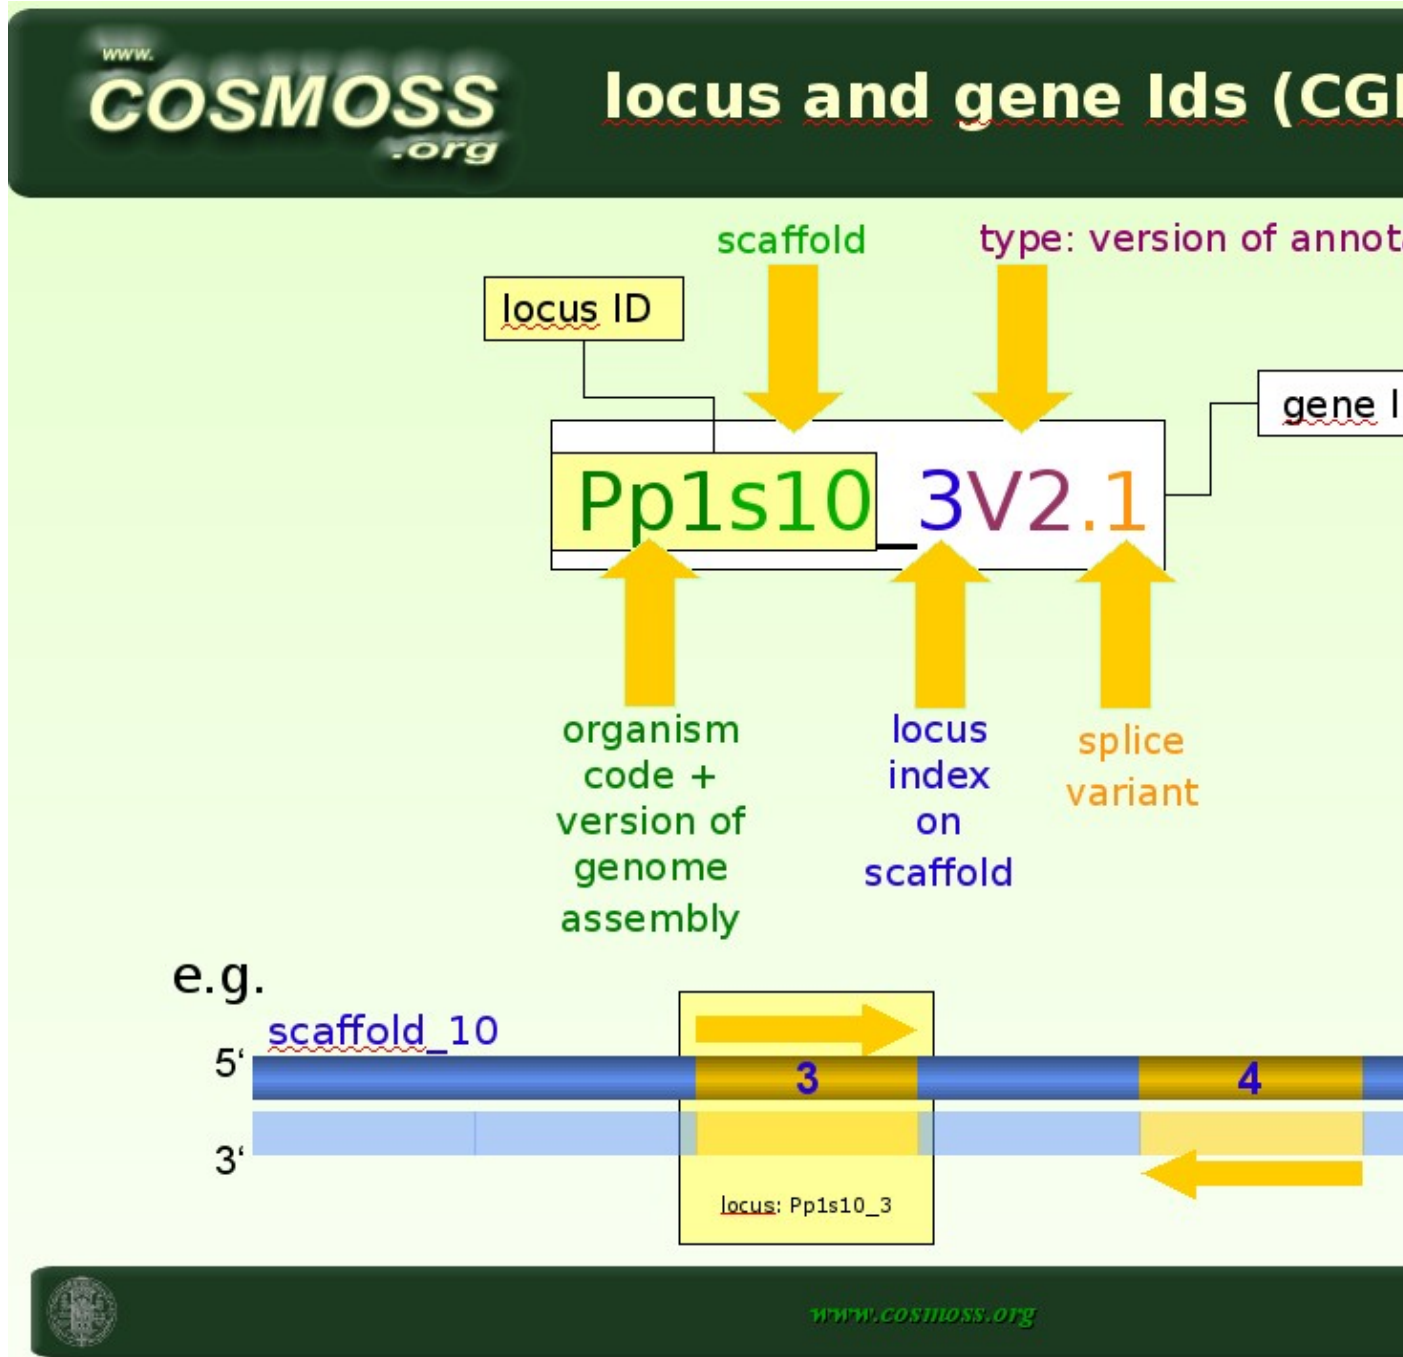 www.
COSMOSS
.org
locus and gene Ids (CG
scaffold
type: version of annot
locus ID
gene I
Pp1s10_3V2.1
organism
code +
version of
genome
assembly
locus
index
on
scaffold
splice
variant
e.g.
scaffold_10
5‘
3
4
3‘
locus: Pp1s10_3
www.cosmoss.org